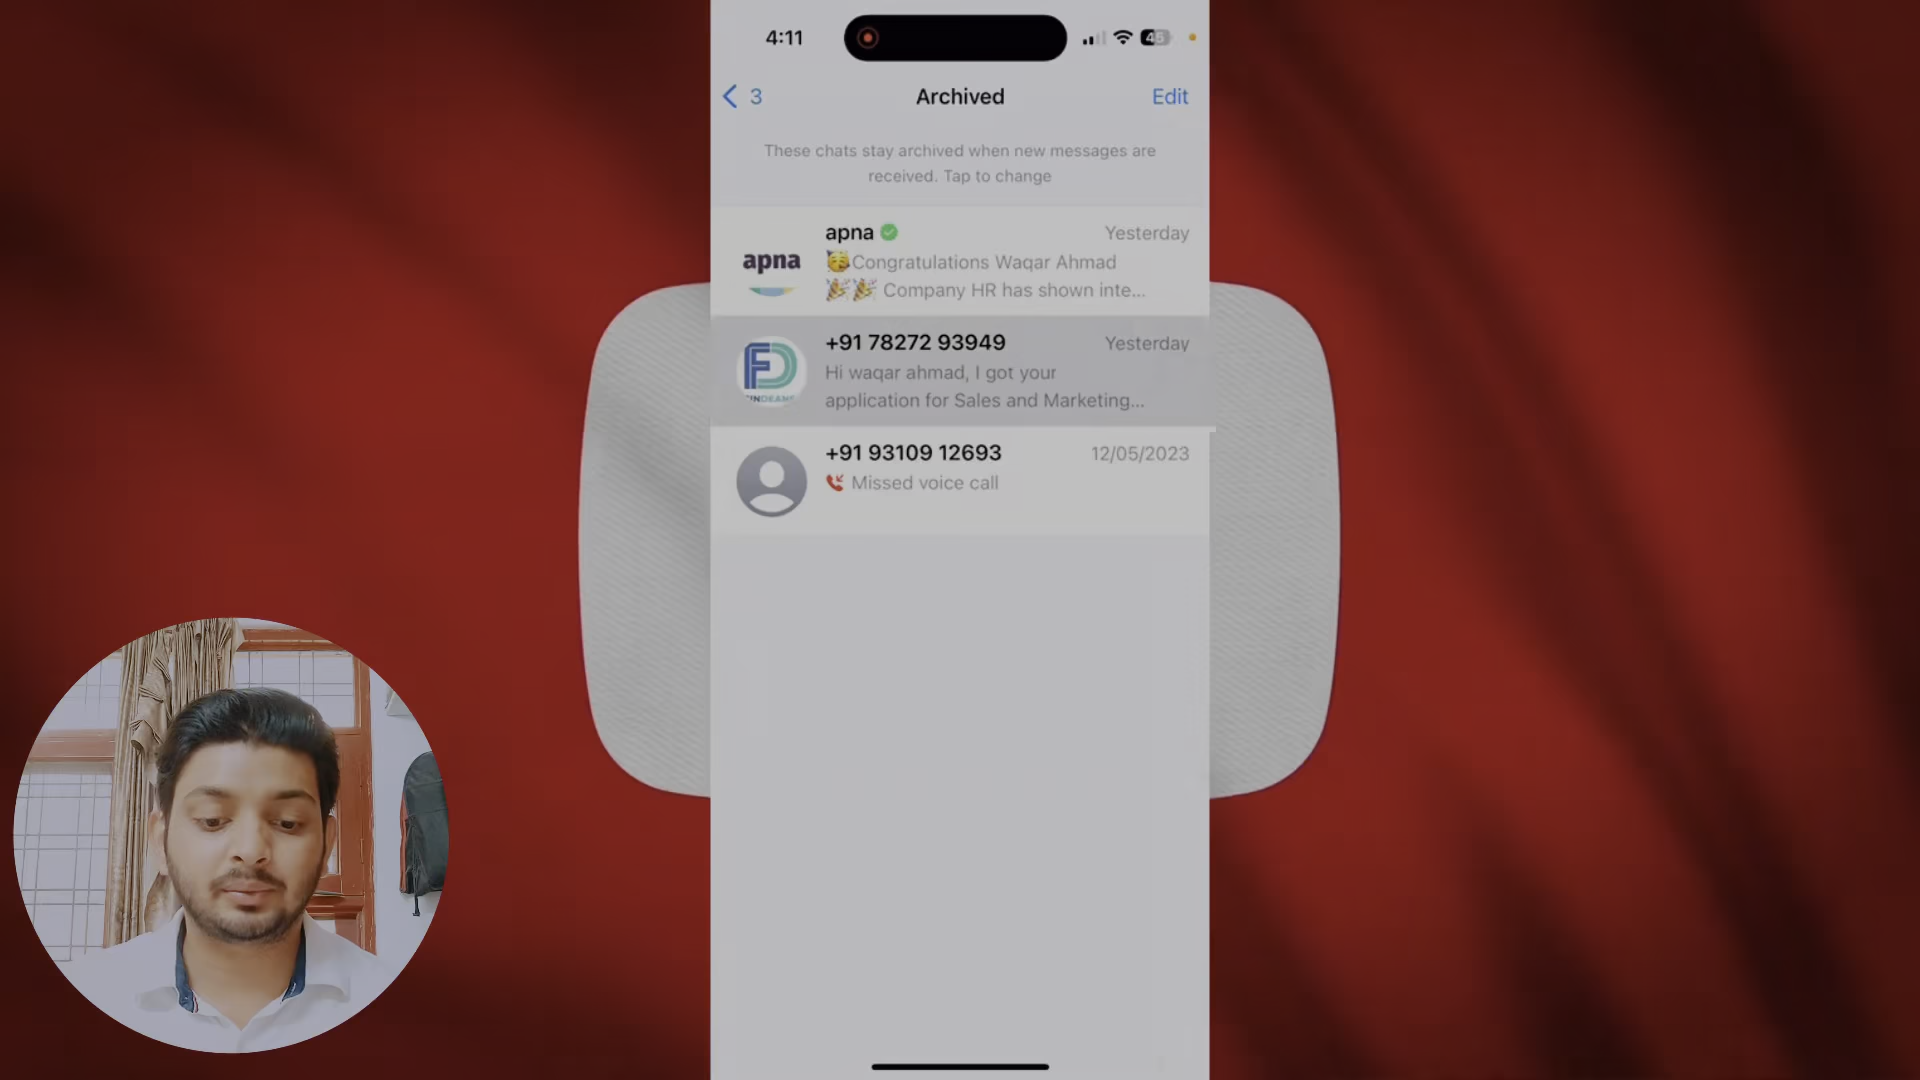 4:11
45
3
Archived
Edit
These chats stay archived when new messages are
received. Tap to change
apna
Yesterday
apna
🥳Congratulations Waqar Ahmad
🎉🎉 Company HR has shown inte...
+91 78272 93949
Yesterday
FD
Hi waqar ahmad, I got your
application for Sales and Marketing...
+91 93109 12693
12/05/2023
Missed voice call